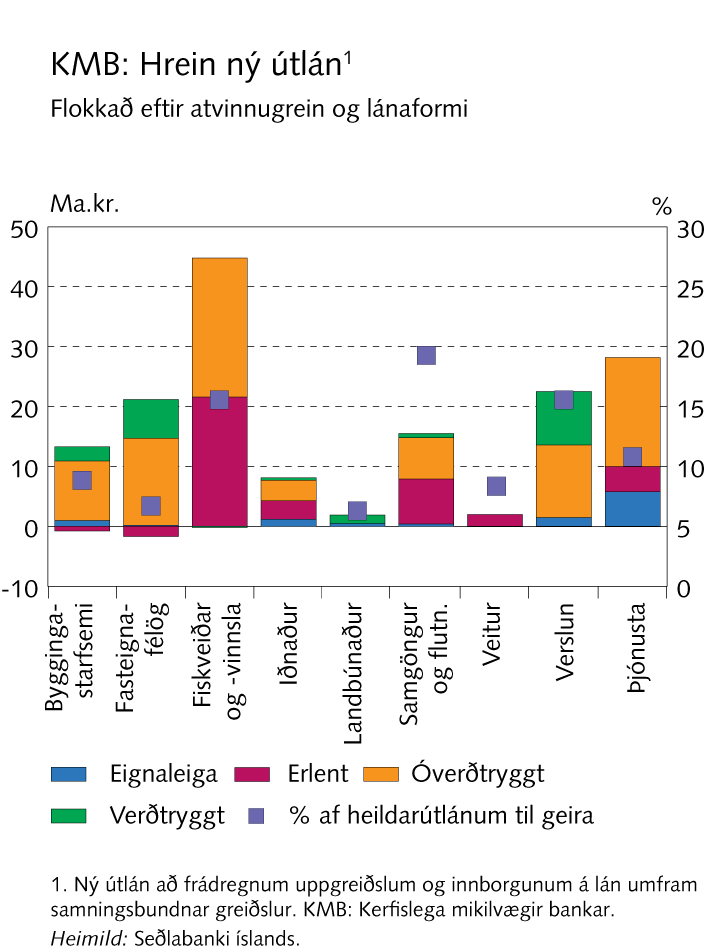 KMB: Hrein ný útlán¹
Flokkað eftir atvinnugrein og lánaformi
Ma.kr.
%
50
40
30
20
10
0
-10
30
25
20
15
10
5
0
Bygginga-
starfsemi
Fasteigna-
félög
Fiskveiðar
og -vinnsla
Iðnaður
Landbúnaður
Samgöngur
og flutn.
Veitur
Verslun
Þjónusta
Eignaleiga
Erlent
Óverðtryggt
Verðtryggt
% af heildarútlánum til geira
1. Ný útlán að frádregnum uppgreiðslum og innborgunum á lán umfram
samningsbundnar greiðslur. KMB: Kerfislega mikilvægir bankar.
Heimild: Seðlabanki íslands.